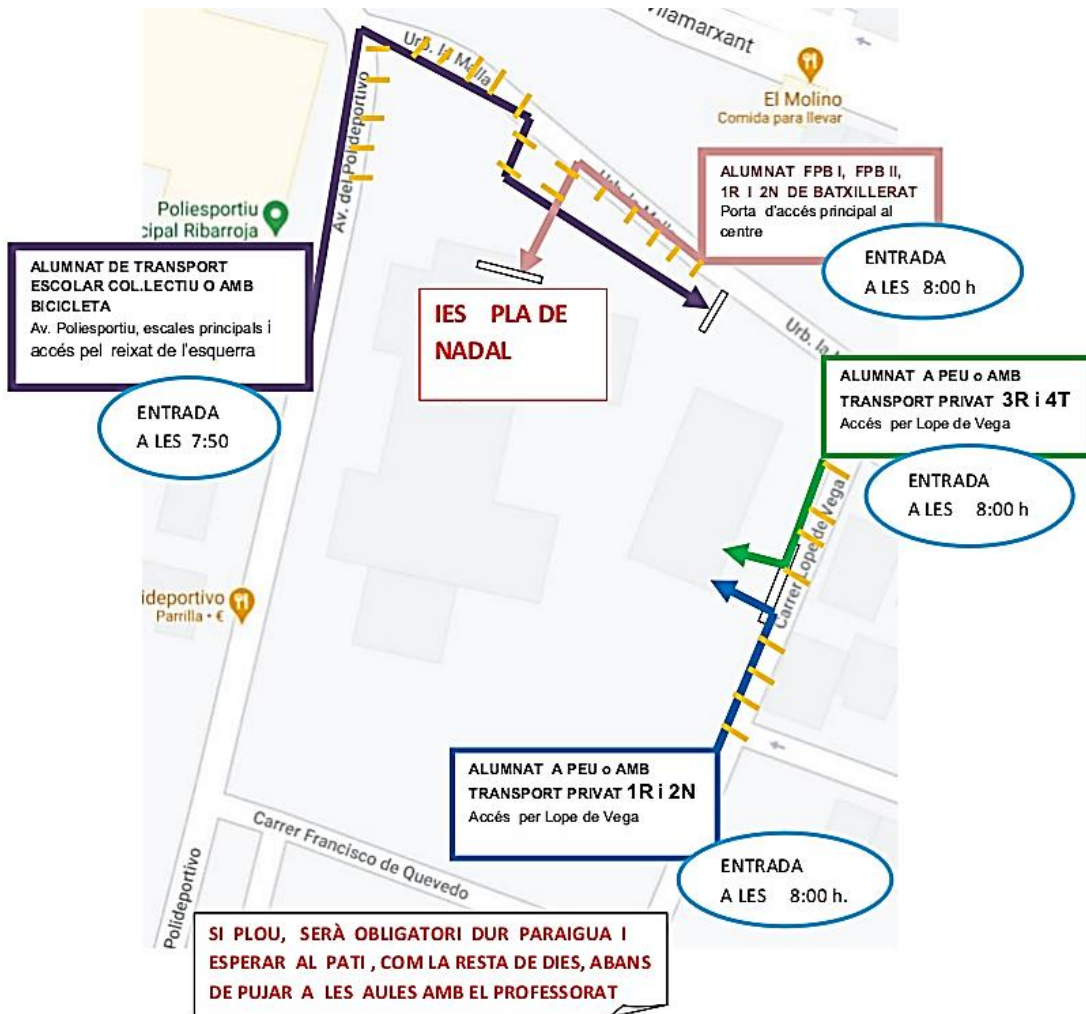 Vilamarxant
Urb. la Malla
El Molino
Comida para llevar
Av. del Polideportivo
Poliesportiu
cipal Ribarroja
ALUMNAT FPB I, FPB II,
1R I 2N DE BATXILLERAT
Porta d'accés principal al
centre
ENTRADA
A LES 8:00 h
Urb. la Malla
ALUMNAT DE TRANSPORT
ESCOLAR COL.LECTIU O AMB
BICICLETA
Av. Poliesportiu, escales principals i
accés pel reixat de l'esquerra
ENTRADA
A LES 7:50
IES PLA DE
NADAL
Urb. la
ALUMNAT A PEU o AMB
TRANSPORT PRIVAT 3R i 4T
Accés per Lope de Vega
ENTRADA
A LES 8:00 h
Carrer Lope de Vega
ideportivo
Parrilla • €
ALUMNAT A PEU o AMB
TRANSPORT PRIVAT 1R i 2N
Accés per Lope de Vega
ENTRADA
A LES 8:00 h.
Carrer Francisco de Quevedo
Polideportivo
SI PLOU, SERÀ OBLIGATORI DUR PARAIGUA I
ESPERAR AL PATI , COM LA RESTA DE DIES, ABANS
DE PUJAR A LES AULES AMB EL PROFESSORAT